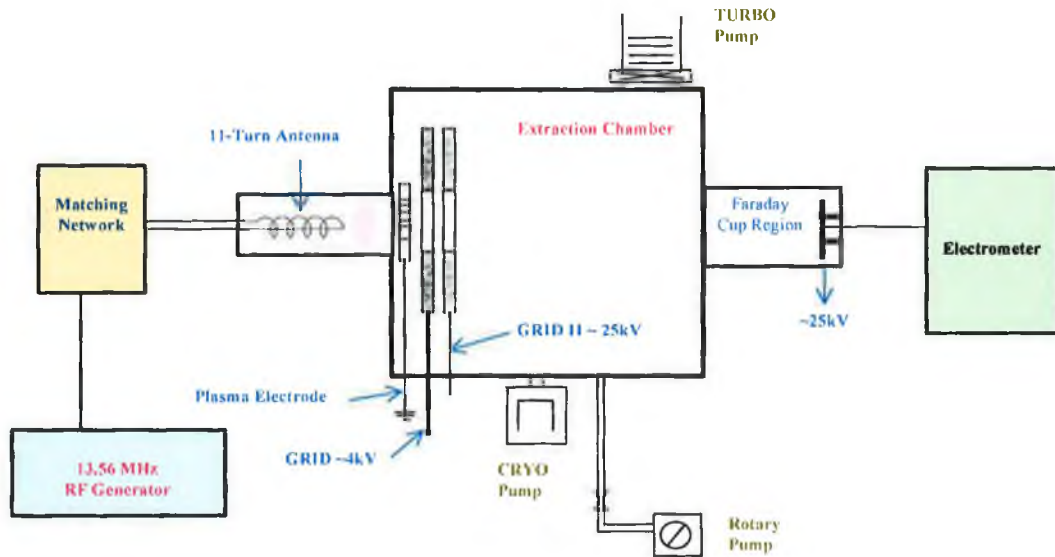 TURBO
Pump
Extraction Chamber
11-Turn Antenna
Matching
Network
Faraday
Cup Region
Electrometer
~25kV
GRID II ~ 25kV
Plasma Electrode
GRID ~4kV
13.56 MHz
RF Generator
CRYO
Pump
Rotary
Pump